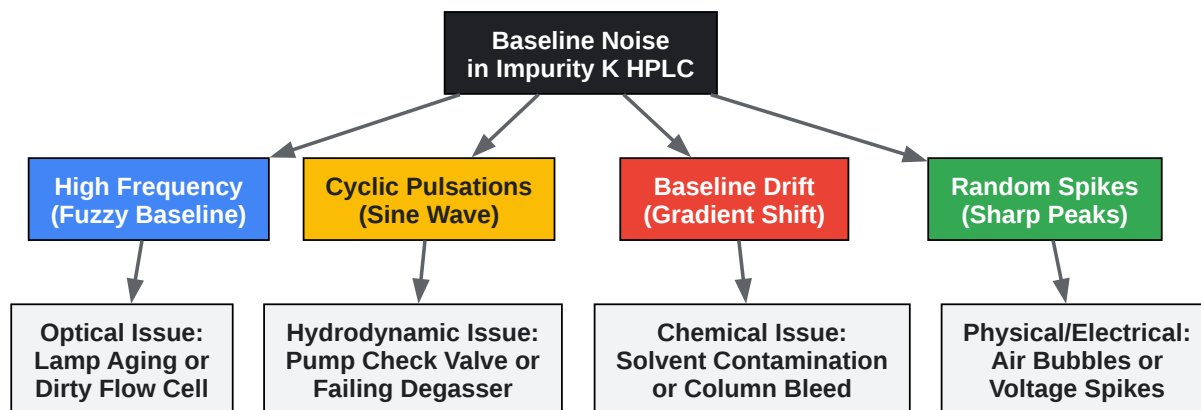 Baseline Noise
in Impurity K HPLC
High Frequency
(Fuzzy Baseline)
Cyclic Pulsations
(Sine Wave)
Baseline Drift
(Gradient Shift)
Random Spikes
(Sharp Peaks)
Optical Issue:
Lamp Aging or
Dirty Flow Cell
Hydrodynamic Issue:
Pump Check Valve or
Failing Degasser
Chemical Issue:
Solvent Contamination
or Column Bleed
Physical/Electrical:
Air Bubbles or
Voltage Spikes